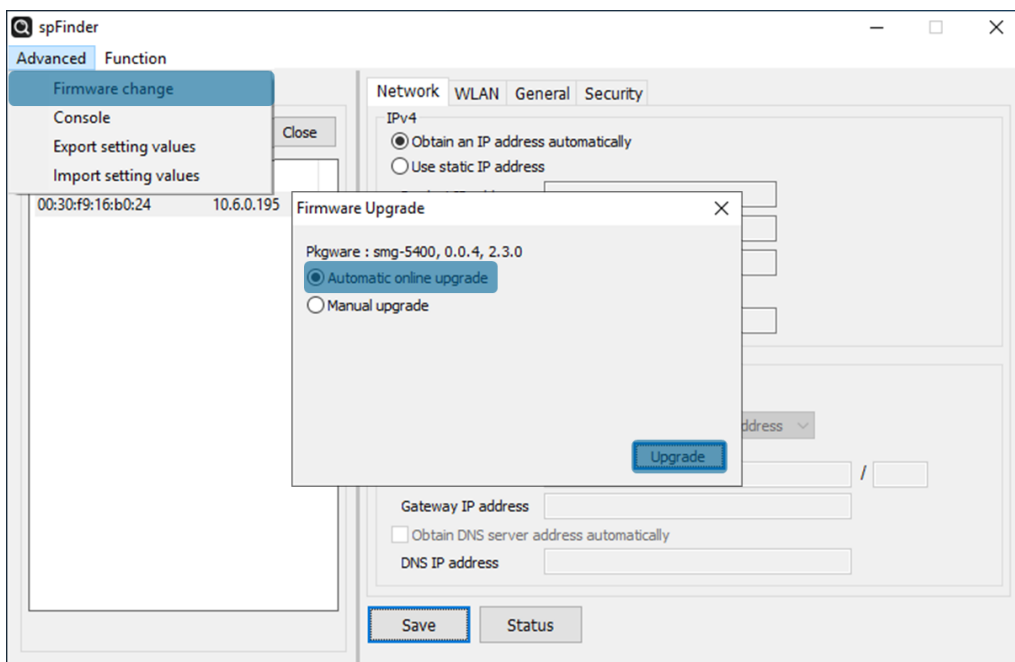 spFinder
Advanced Function
Firmware change
Console
Export setting values
Import setting values
Close
00:30:f9:16:b0:24 10.6.0.195
Network WLAN General Security
IPv4
Obtain an IP address automatically
Use static IP address
Firmware Upgrade
Pkgware : smg-5400, 0.0.4, 2.3.0
Automatic online upgrade
Manual upgrade
Upgrade
/
Gateway IP address
Obtain DNS server address automatically
DNS IP address
Save Status